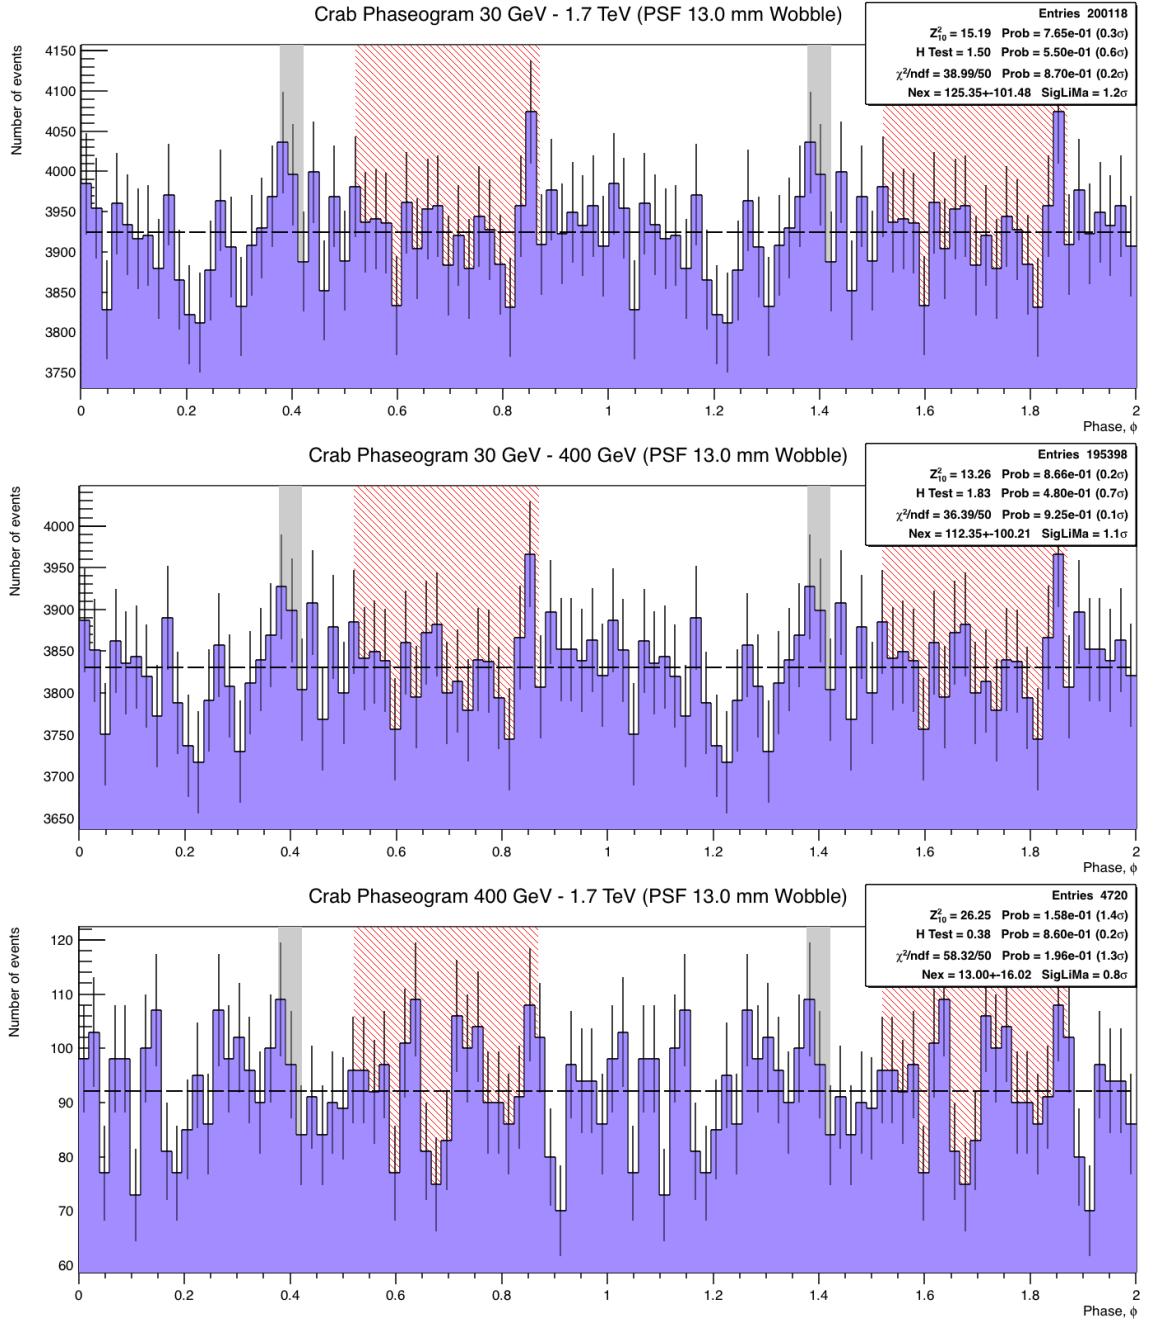 Crab Phaseogram 30 GeV - 1.7 TeV (PSF 13.0 mm Wobble)
Entries 200118
Z²₁₀ = 15.19 Prob = 7.65e-01 (0.3σ)
H Test = 1.50 Prob = 5.50e-01 (0.6σ)
χ²/ndf = 38.99/50 Prob = 8.70e-01 (0.2σ)
Nex = 125.35+-101.48 SigLiMa = 1.2σ
Number of events
4150
4100
4050
4000
3950
3900
3850
3800
3750
0 0.2 0.4 0.6 0.8 1 1.2 1.4 1.6 1.8 2
Phase, ϕ
Crab Phaseogram 30 GeV - 400 GeV (PSF 13.0 mm Wobble)
Entries 195398
Z²₁₀ = 13.26 Prob = 8.66e-01 (0.2σ)
H Test = 1.83 Prob = 4.80e-01 (0.7σ)
χ²/ndf = 36.39/50 Prob = 9.25e-01 (0.1σ)
Nex = 112.35+-100.21 SigLiMa = 1.1σ
Number of events
4000
3950
3900
3850
3800
3750
3700
3650
0 0.2 0.4 0.6 0.8 1 1.2 1.4 1.6 1.8 2
Phase, ϕ
Crab Phaseogram 400 GeV - 1.7 TeV (PSF 13.0 mm Wobble)
Entries 4720
Z²₁₀ = 26.25 Prob = 1.58e-01 (1.4σ)
H Test = 0.38 Prob = 8.60e-01 (0.2σ)
χ²/ndf = 58.32/50 Prob = 1.96e-01 (1.3σ)
Nex = 13.00+-16.02 SigLiMa = 0.8σ
Number of events
120
110
100
90
80
70
60
0 0.2 0.4 0.6 0.8 1 1.2 1.4 1.6 1.8 2
Phase, ϕ